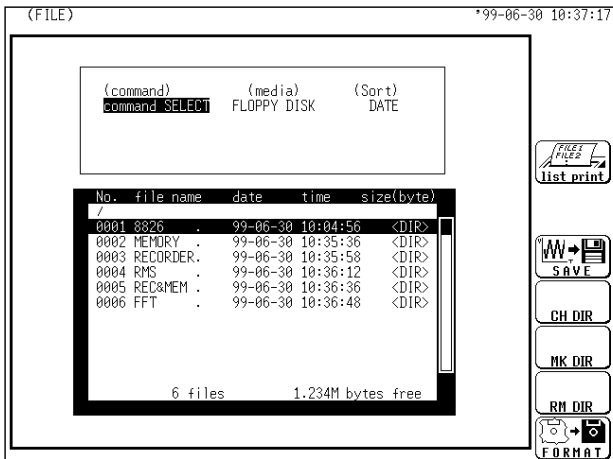 (FILE) '99-06-30 10:37:17
(command) (media) (Sort)
command SELECT FLOPPY DISK DATE
No. file name date time size(byte)
/
0001 8826 . 99-06-30 10:04:56 <DIR>
0002 MEMORY . 99-06-30 10:35:36 <DIR>
0003 RECORDER. 99-06-30 10:35:58 <DIR>
0004 RMS . 99-06-30 10:36:12 <DIR>
0005 REC&MEM . 99-06-30 10:36:36 <DIR>
0006 FFT . 99-06-30 10:36:48 <DIR>
6 files 1.234M bytes free
FILE1
FILE2
list print
V
T
SAVE
CH DIR
MK DIR
RM DIR
FORMAT